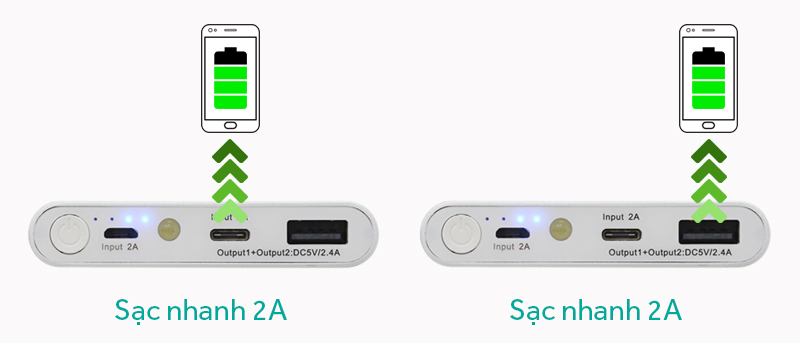 Input
Input 2A
Output1+Output2:DC5V/2.4A
Sạc nhanh 2A
Input 2A
Input 2A
Output1+Output2:DC5V/2.4A
Sạc nhanh 2A